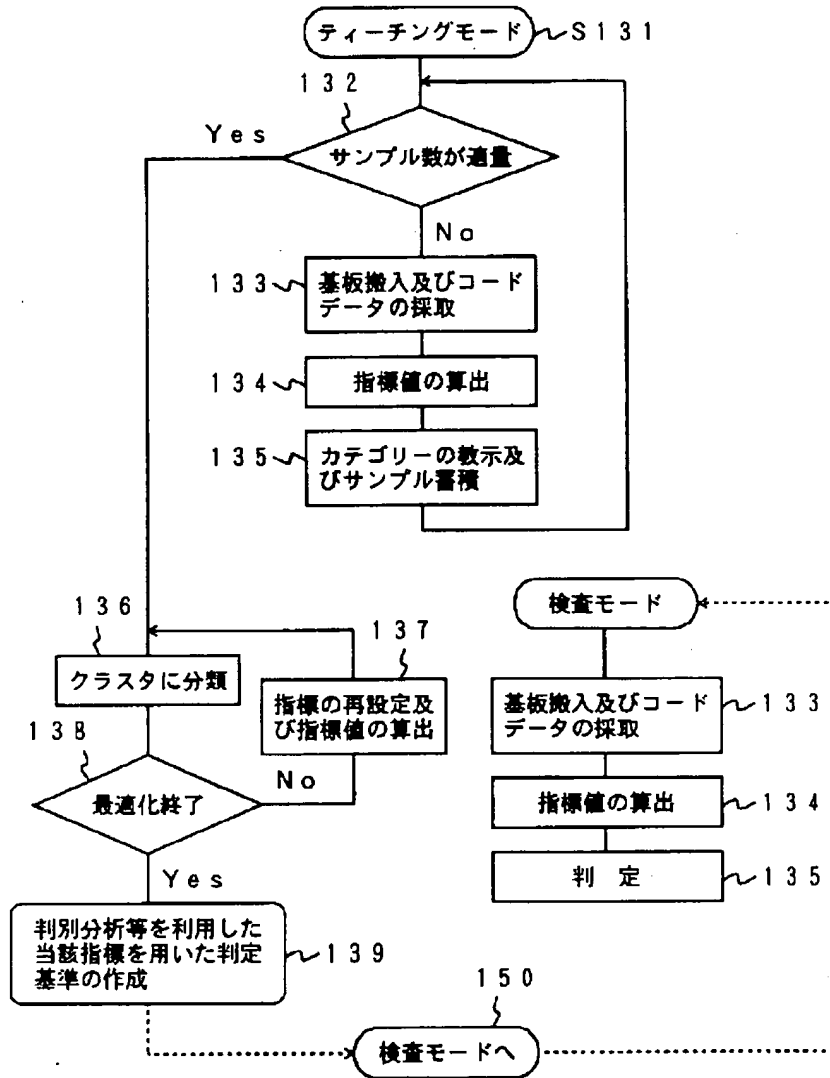 ティーチングモード
S131
132
Yes
サンプル数が適量
No
133
基板搬入及びコード
データの採取
134
指標値の算出
135
カテゴリーの教示及
びサンプル蓄積
136
クラスタに分類
137
指標の再設定及
び指標値の算出
138
最適化終了
No
Yes
判別分析等を利用した
当該指標を用いた判定
基準の作成
139
検査モード
基板搬入及びコード
データの採取
133
指標値の算出
134
判 定
135
150
検査モードへ